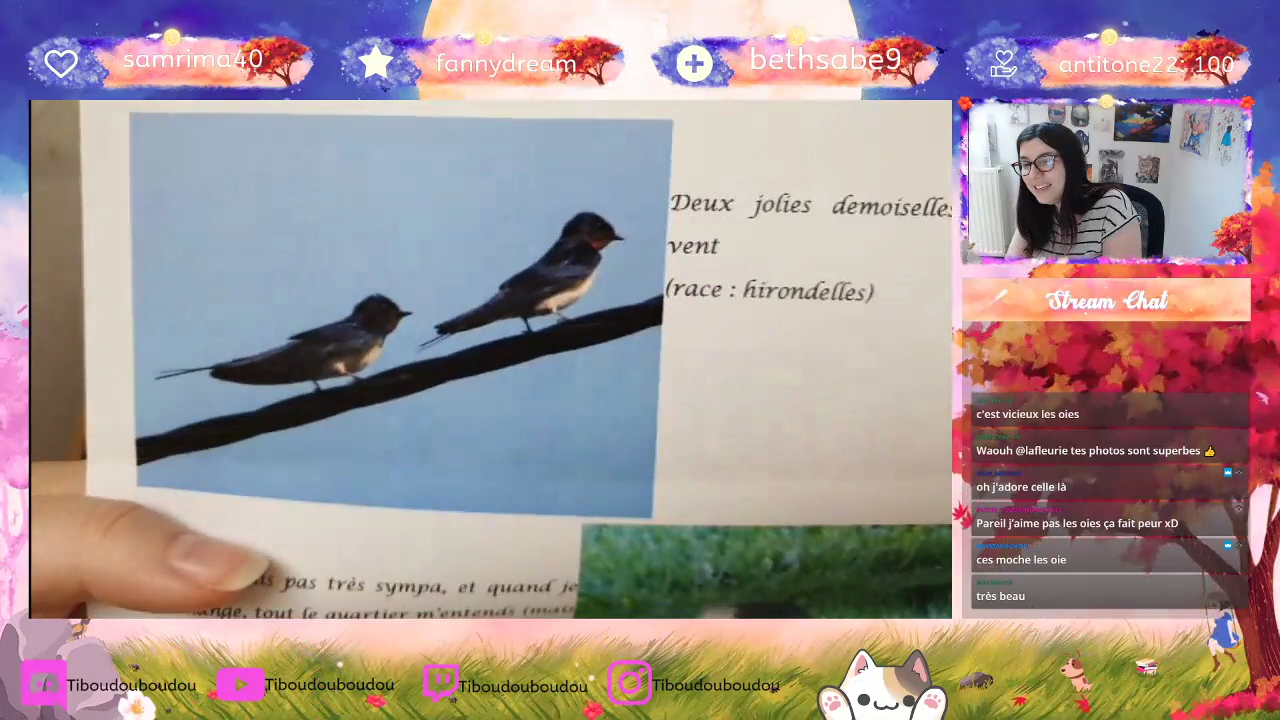 samrima40
fannydream
bethsabe9
antitone22: 100
Deux jolies demoiselles
vent
(race : hirondelles)
pas très sympa, et quand je
tout le quartier m'entends (mais
Stream Chat
c'est vicieux les oies
Waouh @lafleurie tes photos sont superbes 👍
oh j'adore celle là
Pareil j'aime pas les oies ça fait peur xD
ces moche les oie
très beau
Tiboudouboudou
Tiboudouboudou
Tiboudouboudou
Tiboudouboudou